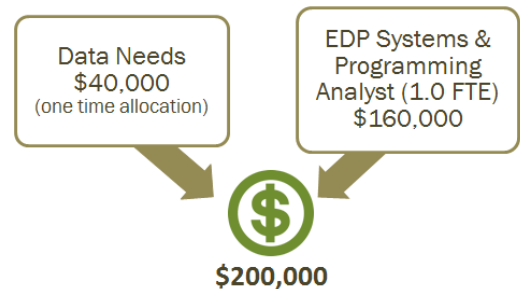 Data Needs
$40,000
(one time allocation)
EDP Systems &
Programming
Analyst (1.0 FTE)
$160,000
$
$200,000